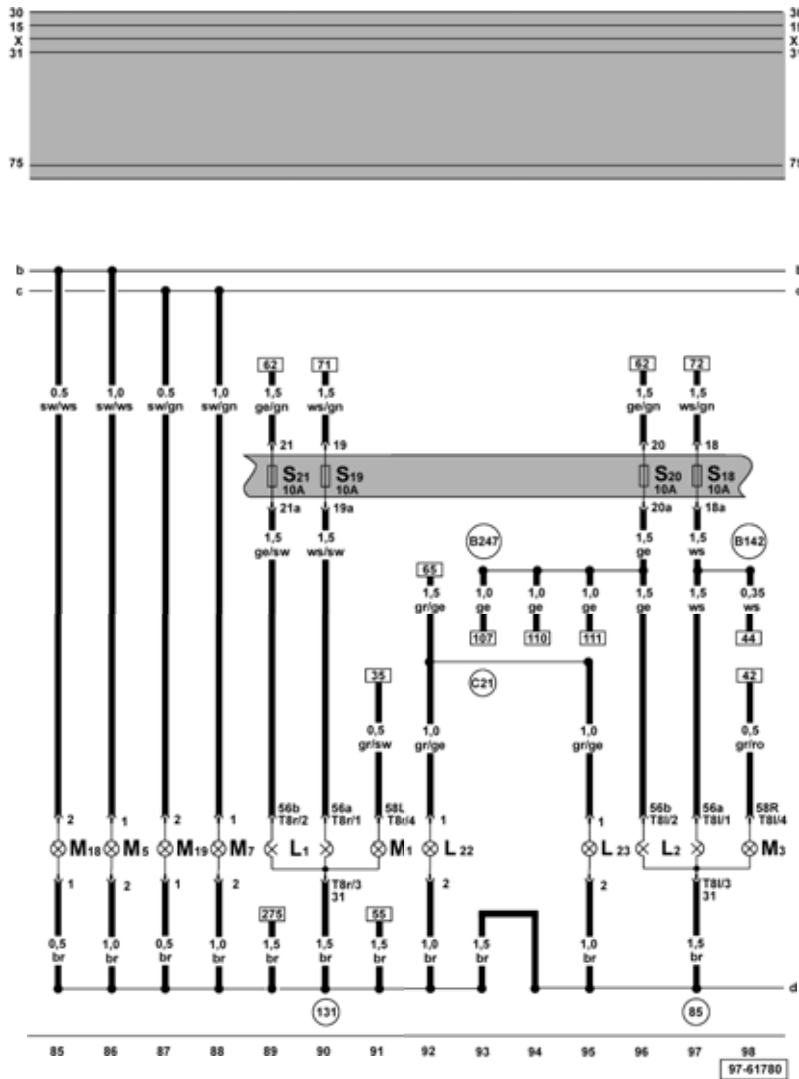 30 30
15 15
X X
31 31
75 75
b b
c c
62 71 62 72
0.5 1,0 0.5 1,0 1,5 1,5 1,5 1,5
sw/ws sw/ws sw/gn sw/gn ge/gn ws/gn ge/gn ws/gn
21 19 20 18
S21 S19 S20 S18
10A 10A 10A 10A
21a 19a 20a 18a
1,5 1,5 B247 1,5 1,5 B142
ge/sw ws/sw ge ws
65
1,5 1,0 1,0 1,0 1,5 1,5 0,35
gr/ge ge ge ge ge ws ws
107 110 111 44
35 C21 42
0,5 1,0 1,0 0,5
gr/sw gr/ge gr/ge gr/ro
56b 56a 58L 56b 56a 58R
T8r/2 T8r/1 T8r/4 T8l/2 T8l/1 T8l/4
2 1 2 1 1 1
M18 M5 M19 M7 L1 M1 L22 L23 L2 M3
1 2 1 2 T8r/3 2 2 T8l/3
31 31
275 55
0,5 1,0 0,5 1,0 1,5 1,5 1,5 1,0 1,5 1,0 1,5
br br br br br br br br br br br
d
131 85
85 86 87 88 89 90 91 92 93 94 95 96 97 98
97-61780